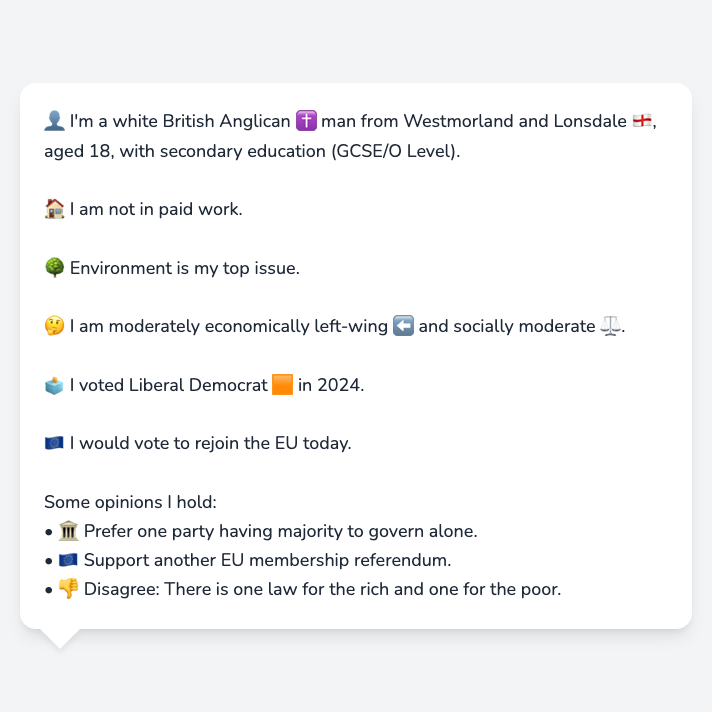 👤 I'm a white British Anglican ✝️ man from Westmorland and Lonsdale 🏴󠁧󠁢󠁥󠁮󠁧󠁿,
aged 18, with secondary education (GCSE/O Level).
🏠 I am not in paid work.
🌳 Environment is my top issue.
🤔 I am moderately economically left-wing ⬅️ and socially moderate ⚖️.
🗳️ I voted Liberal Democrat 🟧 in 2024.
🇪🇺 I would vote to rejoin the EU today.
Some opinions I hold:
• 🏛️ Prefer one party having majority to govern alone.
• 🇪🇺 Support another EU membership referendum.
• 👎 Disagree: There is one law for the rich and one for the poor.